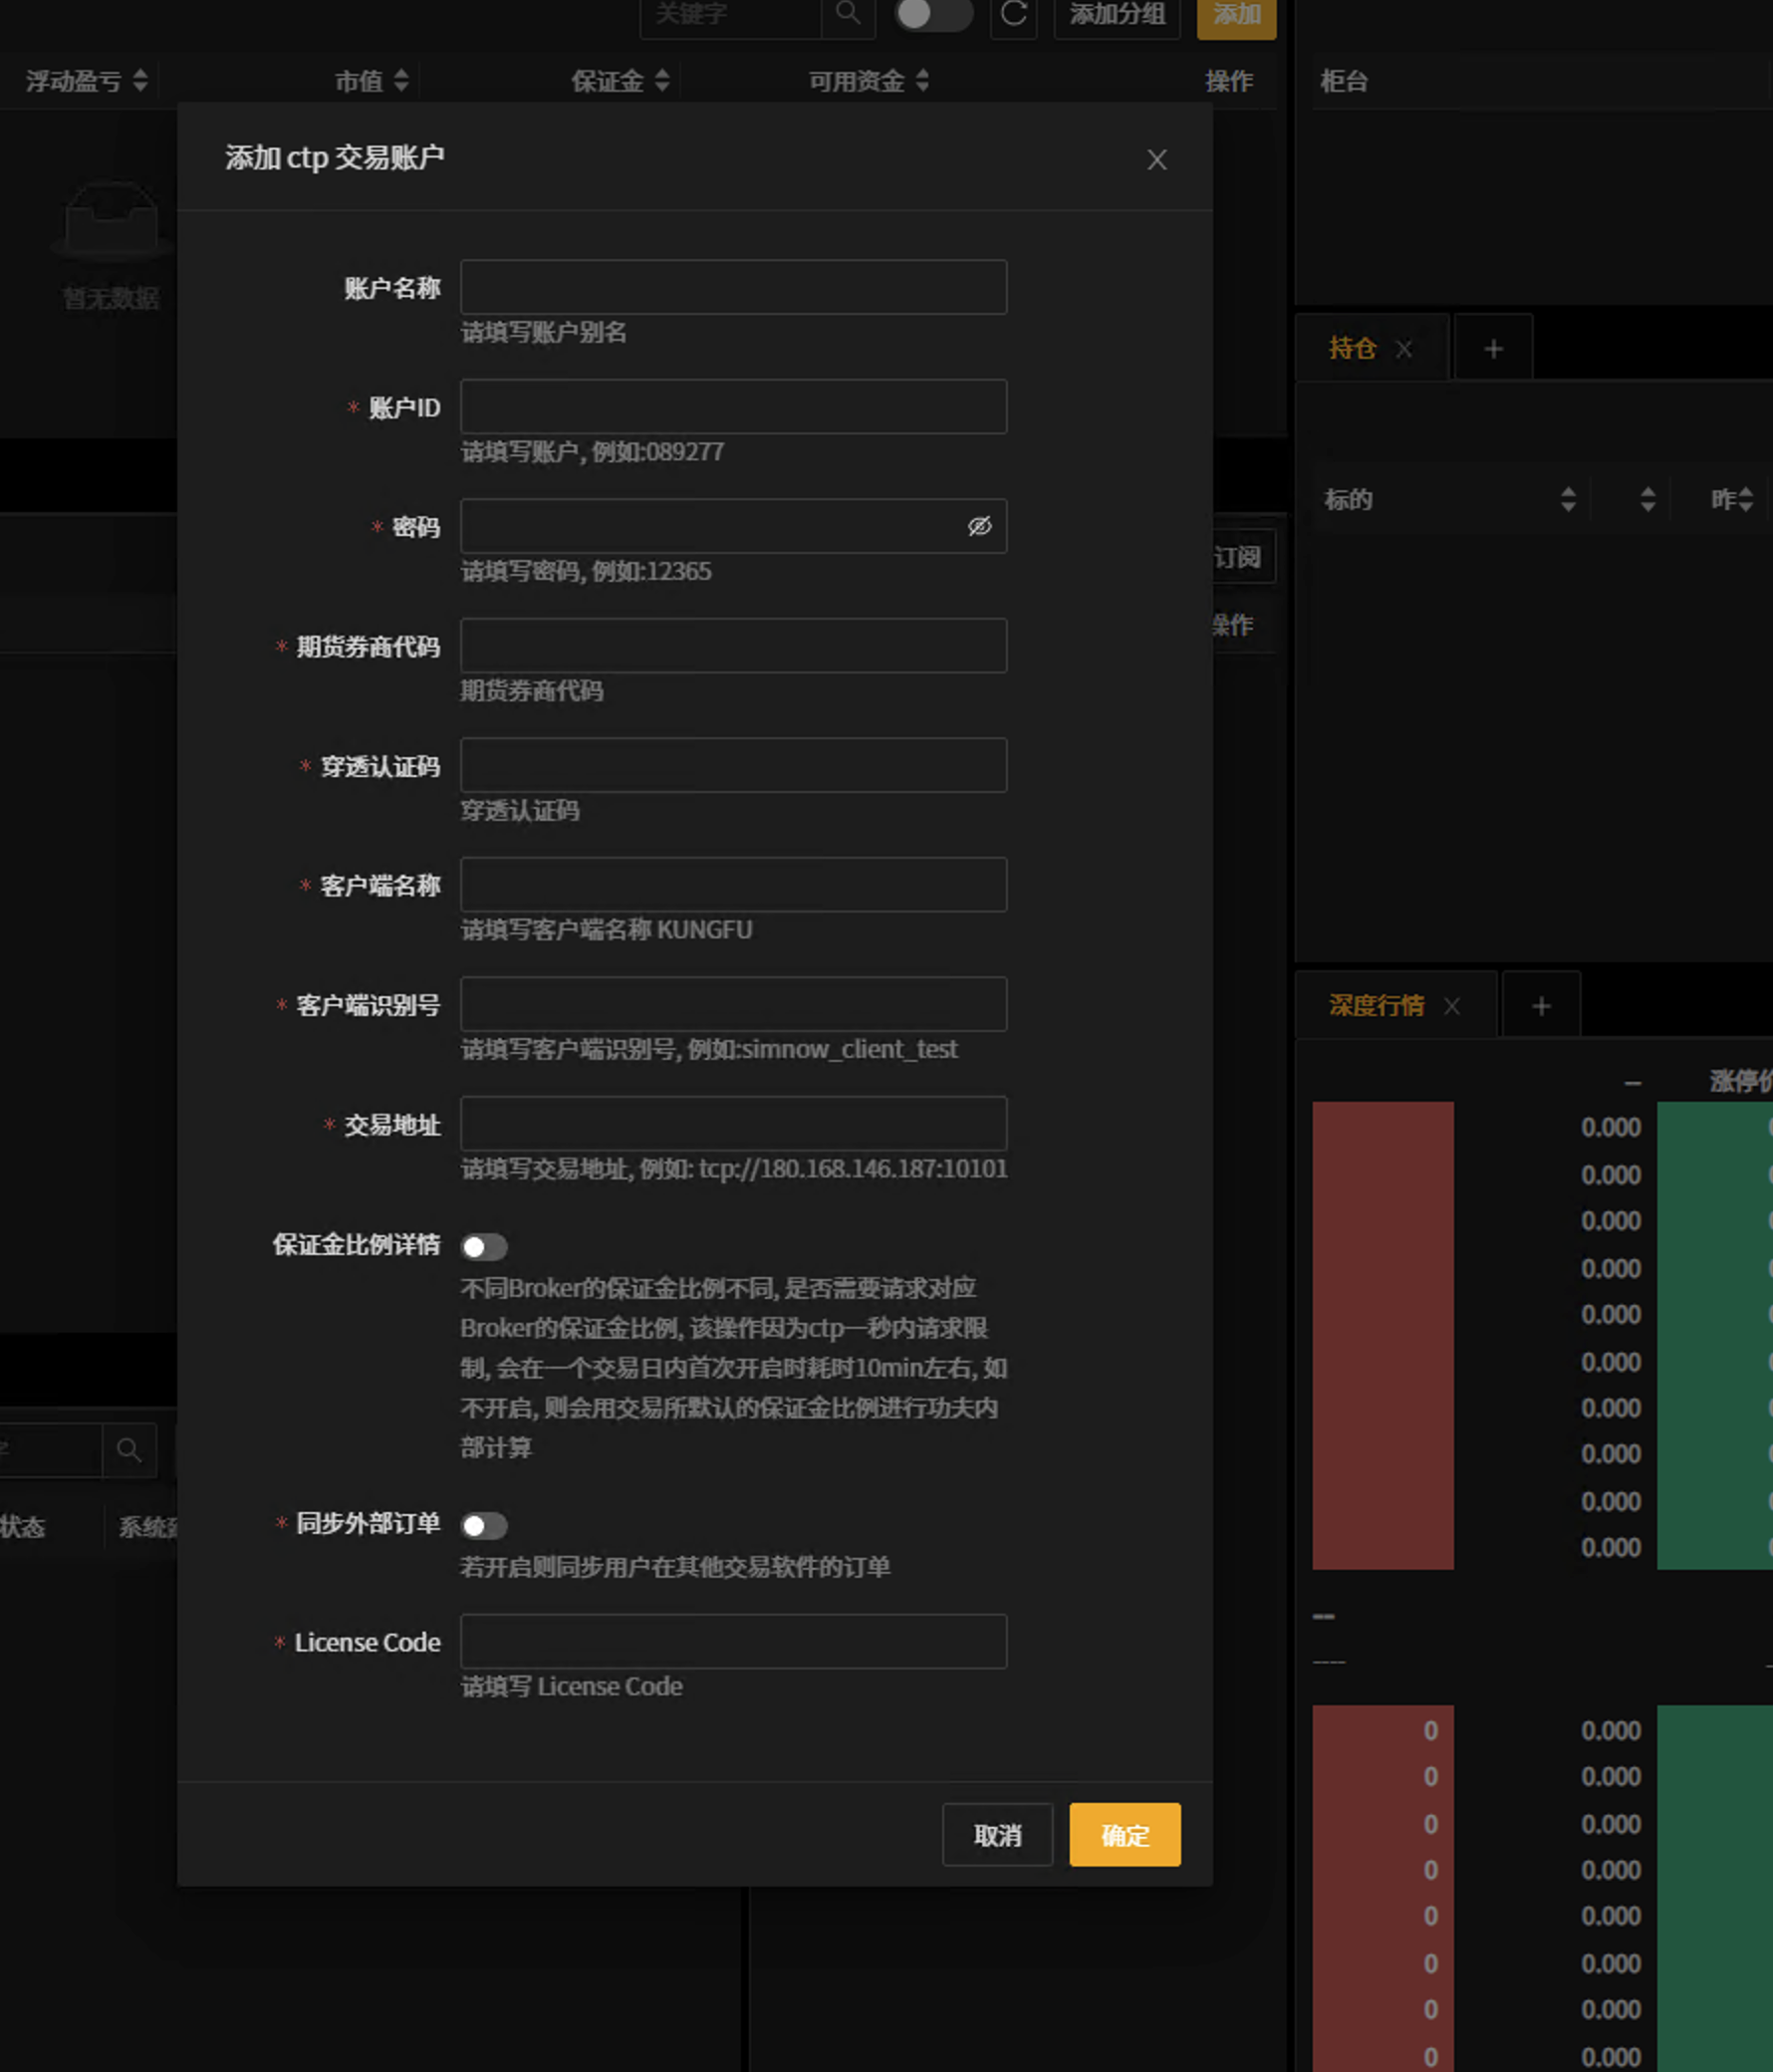 关键字
添加分组
添加
浮动盈亏
市值
保证金
可用资金
操作
柜台
添加 ctp 交易账户
暂无数据
账户名称
请填写账户别名
* 账户ID
请填写账户, 例如:089277
* 密码
请填写密码, 例如:12365
* 期货券商代码
期货券商代码
* 穿透认证码
穿透认证码
* 客户端名称
请填写客户端名称 KUNGFU
* 客户端识别号
请填写客户端识别号, 例如:simnow_client_test
* 交易地址
请填写交易地址, 例如: tcp://180.168.146.187:10101
保证金比例详情
不同Broker的保证金比例不同, 是否需要请求对应
Broker的保证金比例, 该操作因为ctp一秒内请求限
制, 会在一个交易日内首次开启时耗时10min左右, 如
不开启, 则会用交易所默认的保证金比例进行功夫内
部计算
* 同步外部订单
若开启则同步用户在其他交易软件的订单
* License Code
请填写 License Code
取消
确定
订阅
操作
状态
系统
持仓
+
标的
昨
深度行情
+
--
涨停价
0.000
0.000
0.000
0.000
0.000
0.000
0.000
0.000
0.000
0.000
--
----
0 0.000
0 0.000
0 0.000
0 0.000
0 0.000
0 0.000
0 0.000
0 0.000